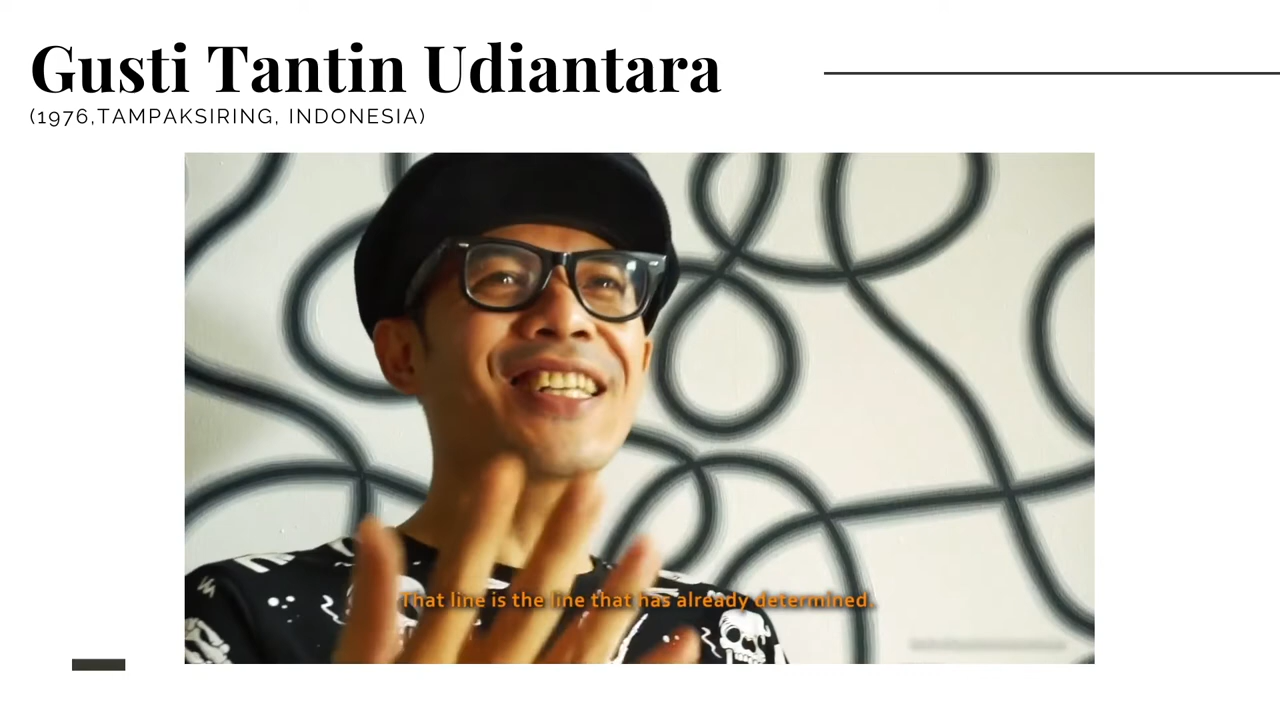 Gusti Tantin Udiantara
(1976,TAMPAKSIRING, INDONESIA)
That line is the line that has already determined.